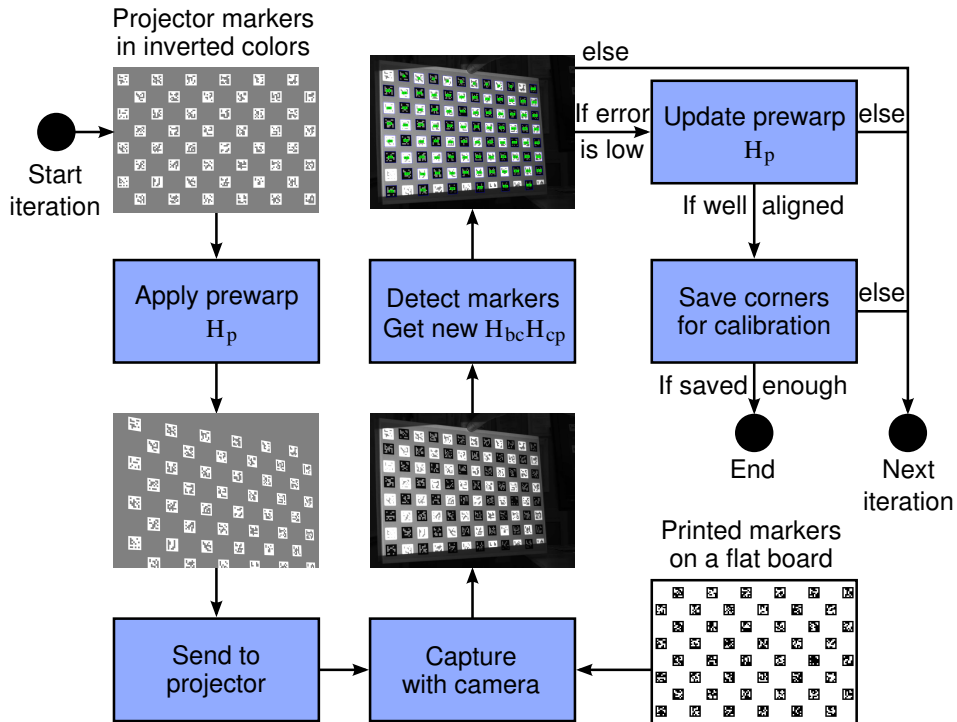 Projector markers
in inverted colors
Start
iteration
Apply prewarp
Hp
Send to
projector
Capture
with camera
Detect markers
Get new HbcHcp
If error
is low
else
Update prewarp
Hp
else
If well aligned
Save corners
for calibration
else
If saved enough
End
Next
iteration
Printed markers
on a flat board